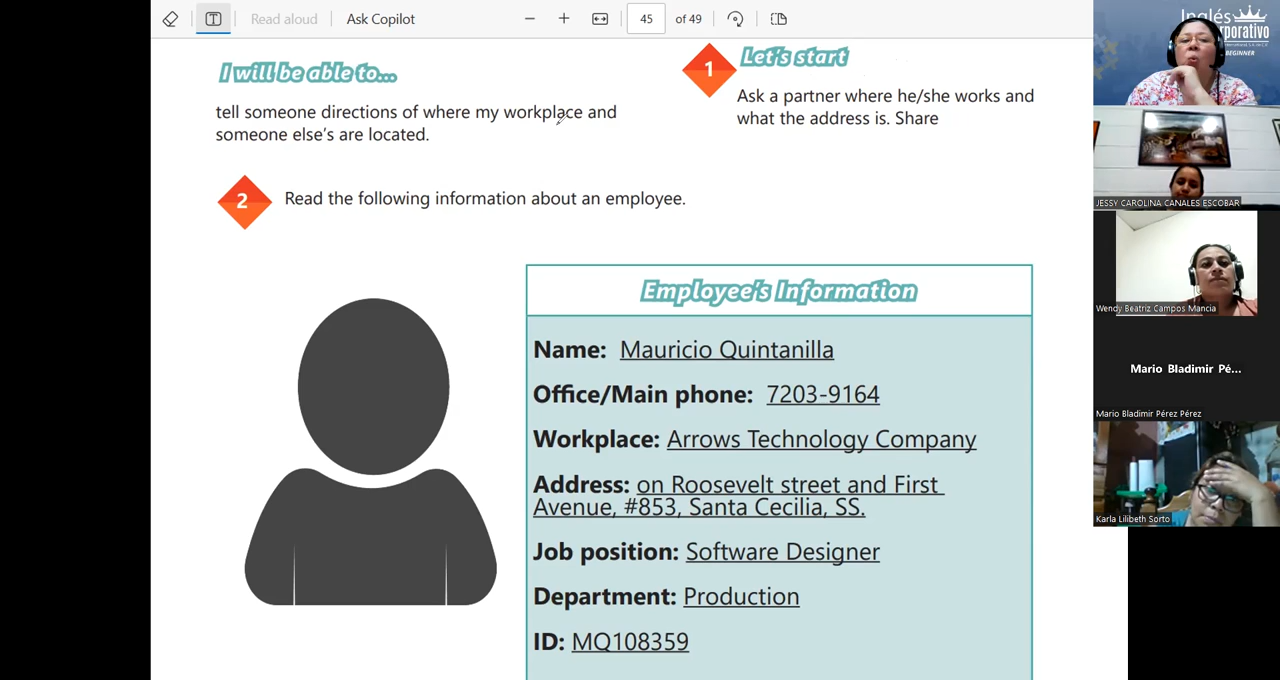 Read aloud
Ask Copilot
45
of 49
I will be able to...
tell someone directions of where my workplace and
someone else's are located.
1
Let's start
Ask a partner where he/she works and
what the address is. Share
2
Read the following information about an employee.
Employee's Information
Name: Mauricio Quintanilla
Office/Main phone: 7203-9164
Workplace: Arrows Technology Company
Address: on Roosevelt street and First
Avenue, #853, Santa Cecilia, SS.
Job position: Software Designer
Department: Production
ID: MQ108359
Inglés
BEGINNER
JESSY CAROLINA CANALES ESCOBAR
Wendy Beatriz Campos Mancia
Mario Bladimir Pé...
Mario Bladimir Pérez Pérez
Karla Lilibeth Sorto